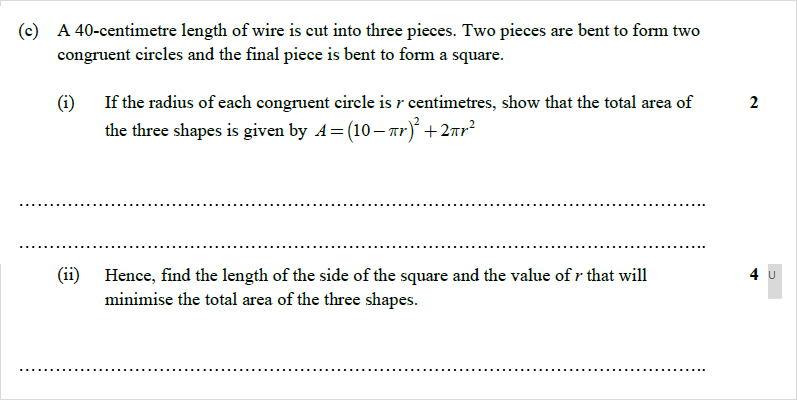 (c) A 40-centimetre length of wire is cut into three pieces. Two pieces are bent to form two
congruent circles and the final piece is bent to form a square.
(i) If the radius of each congruent circle is r centimetres, show that the total area of 2
the three shapes is given by A = (10 − πr)² + 2πr²
(ii) Hence, find the length of the side of the square and the value of r that will 4 U
minimise the total area of the three shapes.